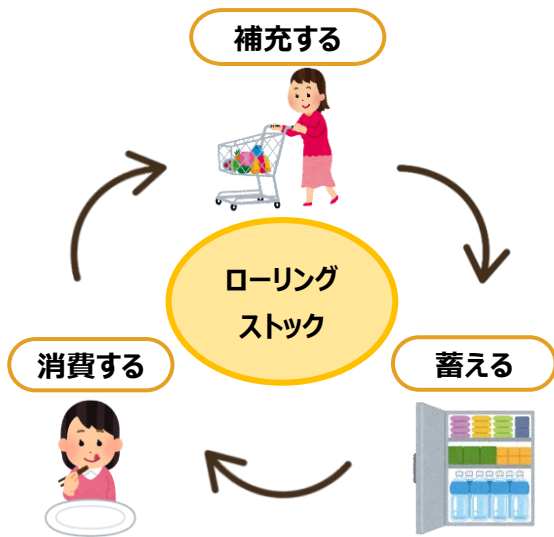 補充する
ローリング
ストック
消費する
蓄える